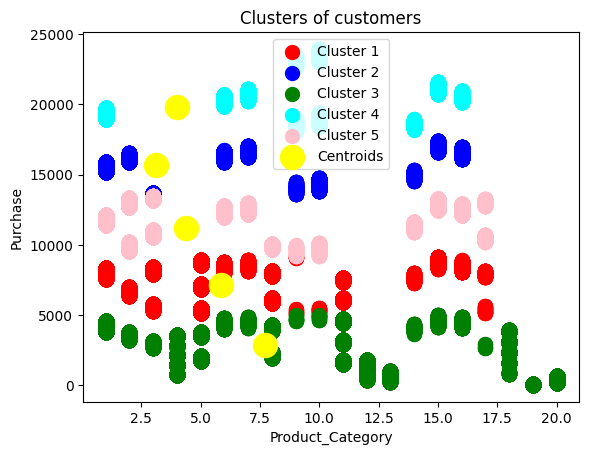 Clusters of customers
25000
20000
15000
10000
5000
0
Purchase
Cluster 1
Cluster 2
Cluster 3
Cluster 4
Cluster 5
Centroids
2.5 5.0 7.5 10.0 12.5 15.0 17.5 20.0
Product_Category